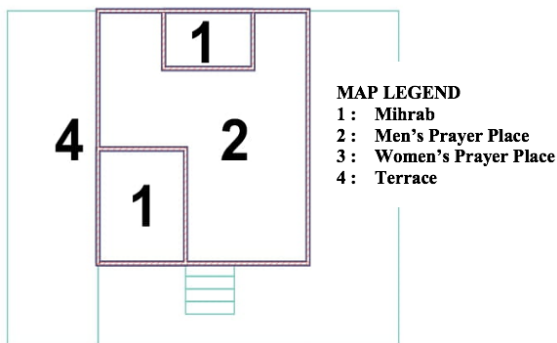 1
4
2
1
MAP LEGEND
1 : Mihrab
2 : Men's Prayer Place
3 : Women's Prayer Place
4 : Terrace